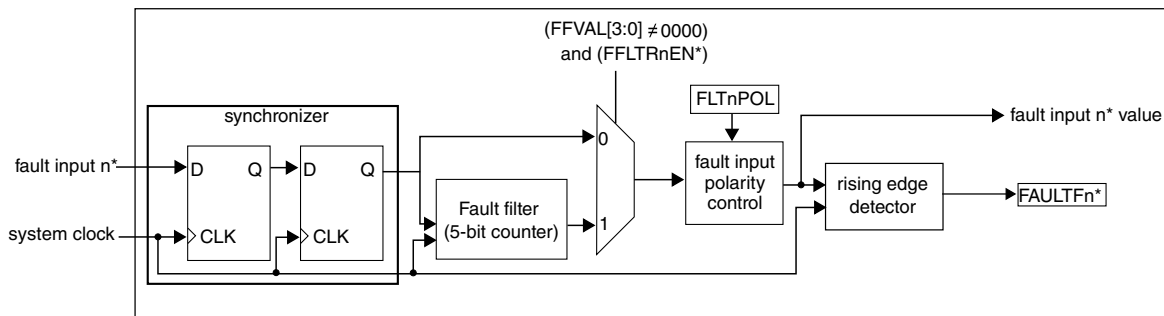 (FFVAL[3:0] ≠ 0000)
and (FFLTRnEN*)
synchronizer
FLTnPOL
fault input n*
D Q
D Q
0
fault input n* value
fault input
polarity
control
rising edge
detector
FAULTFn*
Fault filter
(5-bit counter)
1
system clock
CLK
CLK